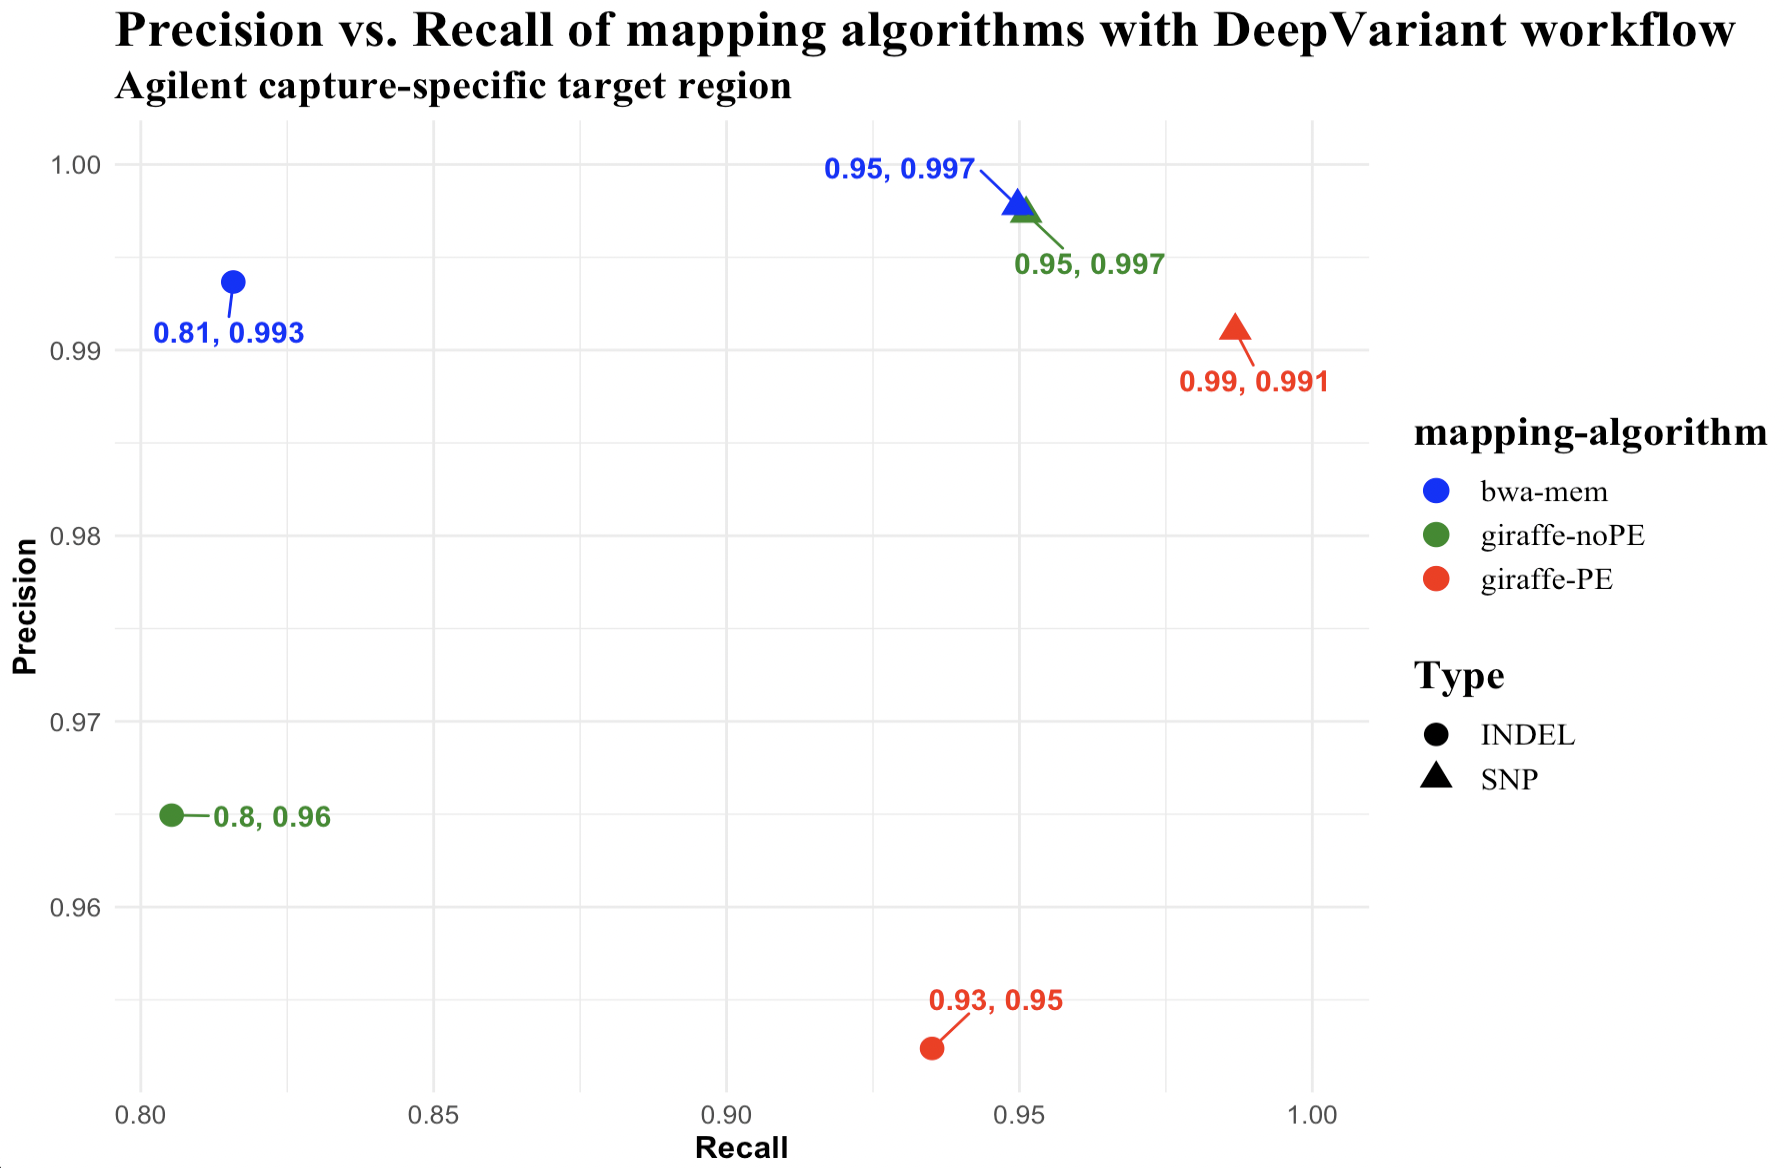 Precision vs. Recall of mapping algorithms with DeepVariant workflow
Agilent capture-specific target region
1.00
0.99
0.98
0.97
0.96
Precision
0.95, 0.997
0.95, 0.997
0.81, 0.993
0.99, 0.991
0.8, 0.96
0.93, 0.95
0.80
0.85
0.90
0.95
1.00
Recall
mapping-algorithm
bwa-mem
giraffe-noPE
giraffe-PE
Type
INDEL
SNP